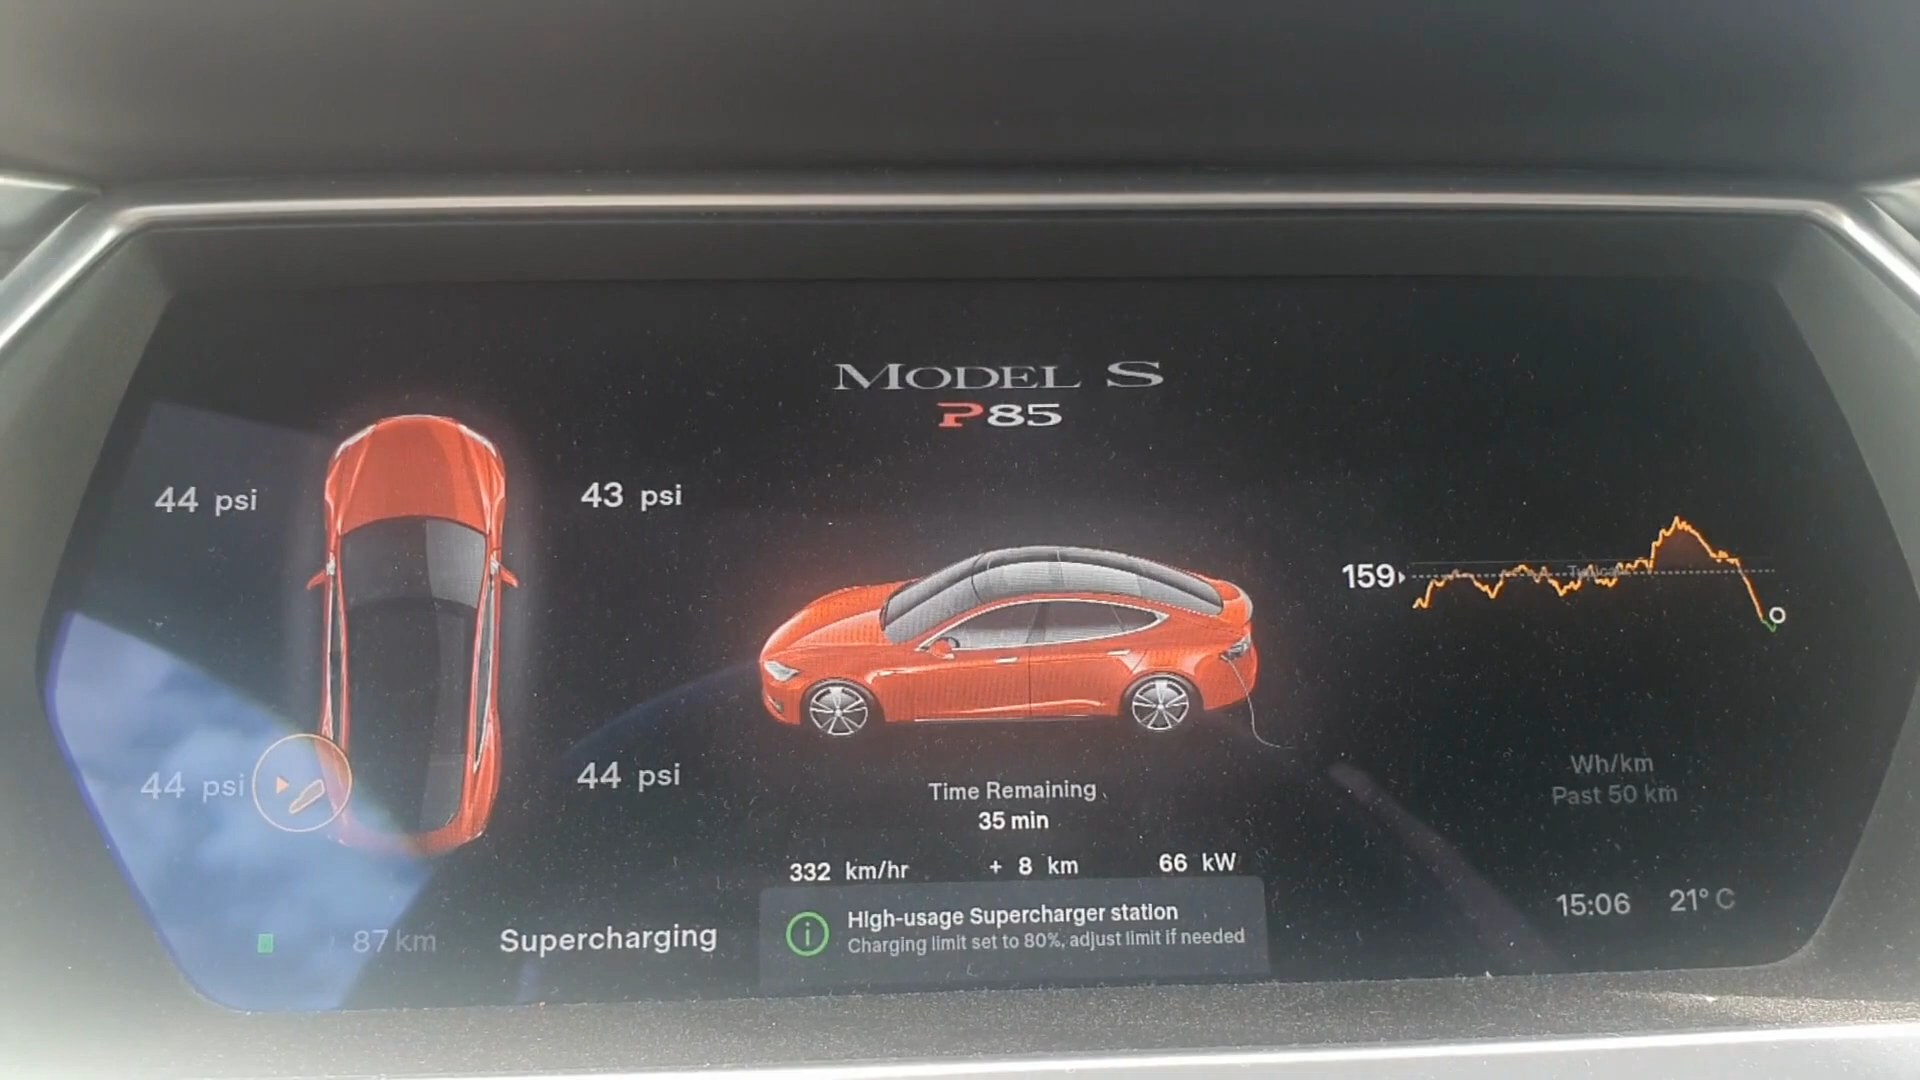 MODEL S
P85
44 psi
43 psi
44 psi
44 psi
159
Typical
Time Remaining
35 min
332 km/hr
+ 8 km
66 kW
Wh/km
Past 50 km
15:06
21° C
87 km
Supercharging
High-usage Supercharger station
Charging limit set to 80%, adjust limit if needed